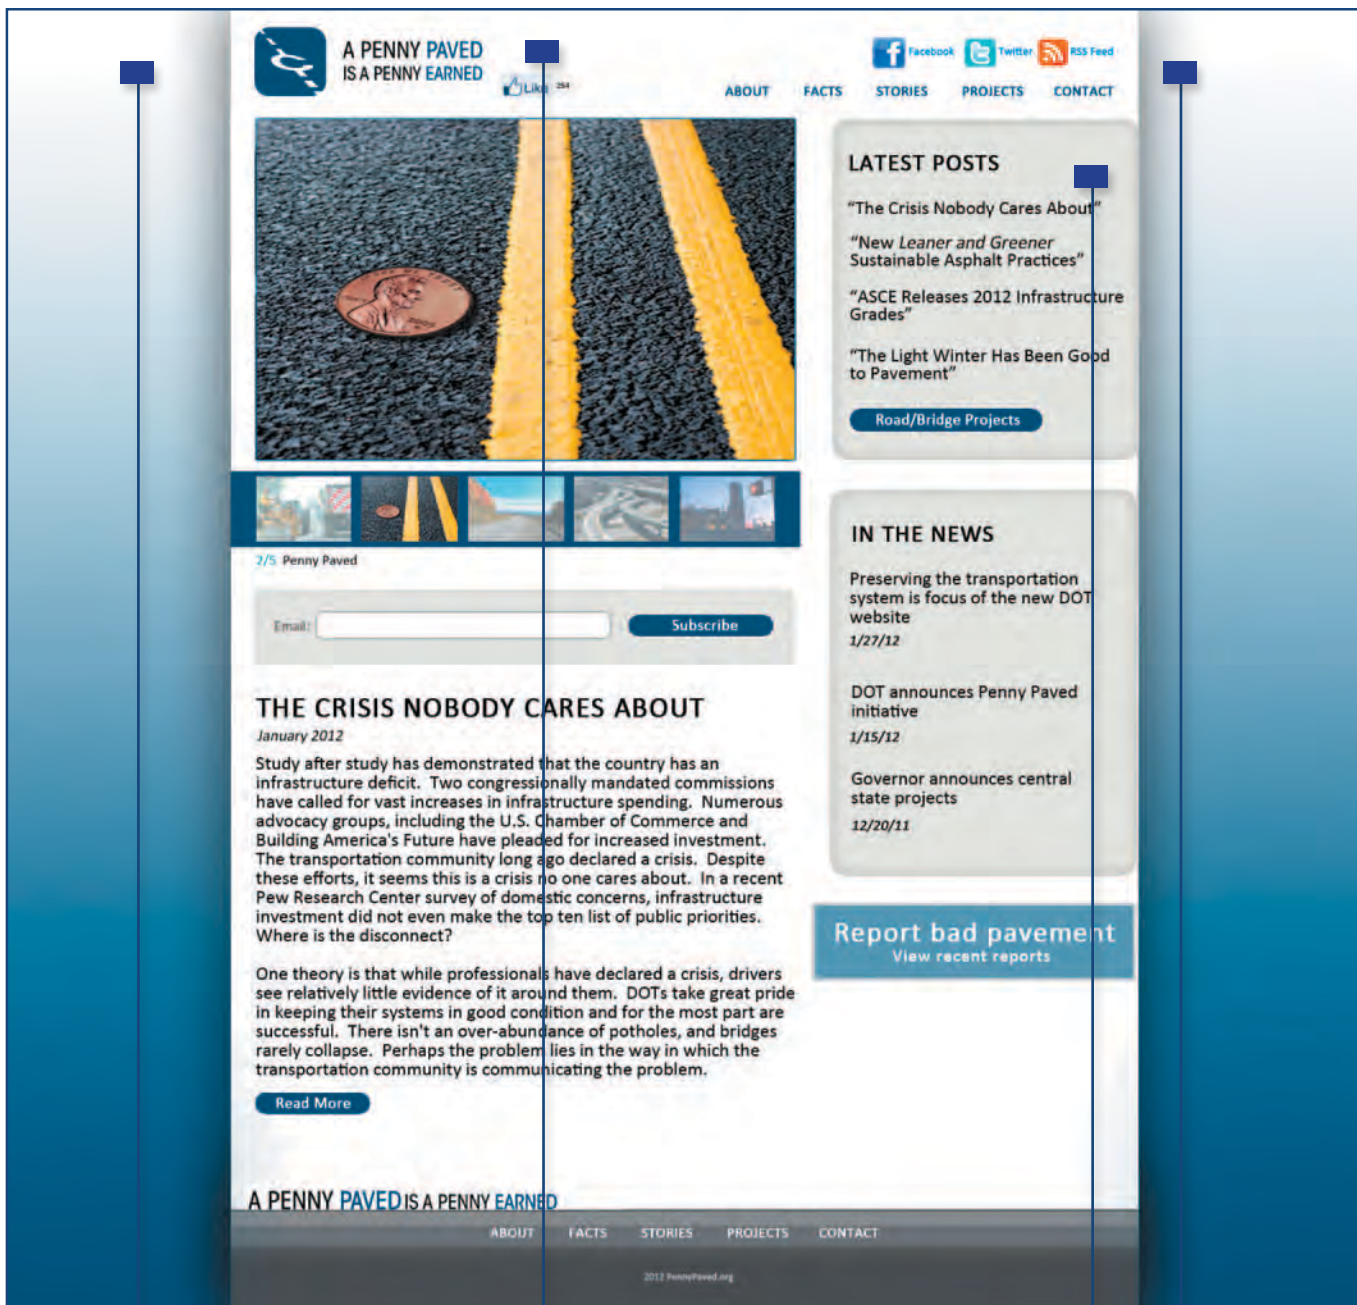 A PENNY PAVED
IS A PENNY EARNED
Like 254
Facebook
Twitter
RSS Feed
ABOUT FACTS STORIES PROJECTS CONTACT
LATEST POSTS
“The Crisis Nobody Cares About”
“New Leaner and Greener
Sustainable Asphalt Practices”
“ASCE Releases 2012 Infrastructure
Grades”
“The Light Winter Has Been Good
to Pavement”
Road/Bridge Projects
2/5 Penny Paved
Email:
Subscribe
THE CRISIS NOBODY CARES ABOUT
January 2012
Study after study has demonstrated that the country has an
infrastructure deficit. Two congressionally mandated commissions
have called for vast increases in infrastructure spending. Numerous
advocacy groups, including the U.S. Chamber of Commerce and
Building America's Future have pleaded for increased investment.
The transportation community long ago declared a crisis. Despite
these efforts, it seems this is a crisis no one cares about. In a recent
Pew Research Center survey of domestic concerns, infrastructure
investment did not even make the top ten list of public priorities.
Where is the disconnect?
One theory is that while professionals have declared a crisis, drivers
see relatively little evidence of it around them. DOTs take great pride
in keeping their systems in good condition and for the most part are
successful. There isn't an over-abundance of potholes, and bridges
rarely collapse. Perhaps the problem lies in the way in which the
transportation community is communicating the problem.
Read More
IN THE NEWS
Preserving the transportation
system is focus of the new DOT
website
1/27/12
DOT announces Penny Paved
initiative
1/15/12
Governor announces central
state projects
12/20/11
Report bad pavement
View recent reports
A PENNY PAVED IS A PENNY EARNED
ABOUT FACTS STORIES PROJECTS CONTACT
2012 PennyPaved.org